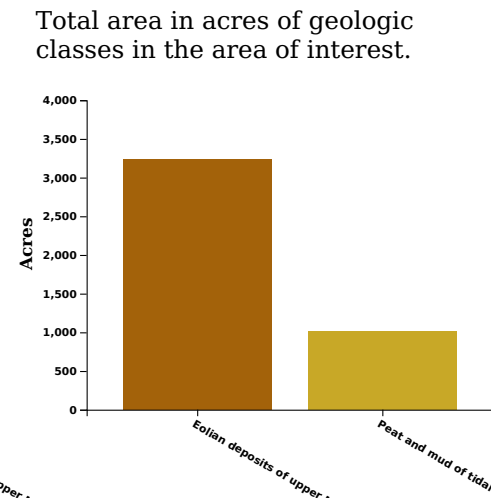 Total area in acres of geologic
classes in the area of interest.
4,000
3,500
3,000
2,500
2,000
1,500
1,000
500
0
Acres
Eolian deposits of upper
Peat and mud of tidal